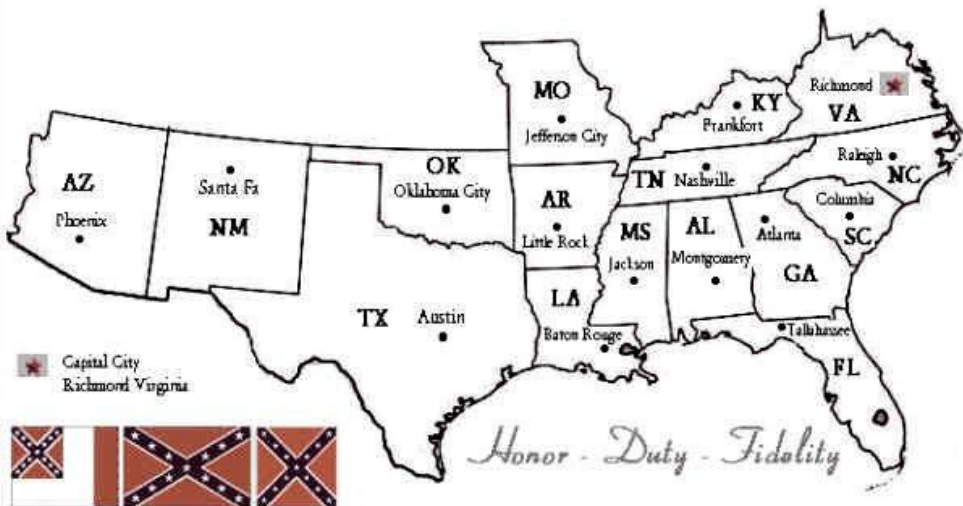 MO
Jefferson City
KY
Frankfort
Richmond
VA
AZ
Phoenix
Santa Fa
NM
OK
Oklahoma City
AR
Little Rock
TN
Nashville
Raleigh
NC
Columbia
SC
MS
Jackson
AL
Montgomery
Atlanta
GA
TX
Austin
LA
Baton Rouge
Tallahassee
FL
Capital City
Richmond Virginia
Honor - Duty - Fidelity